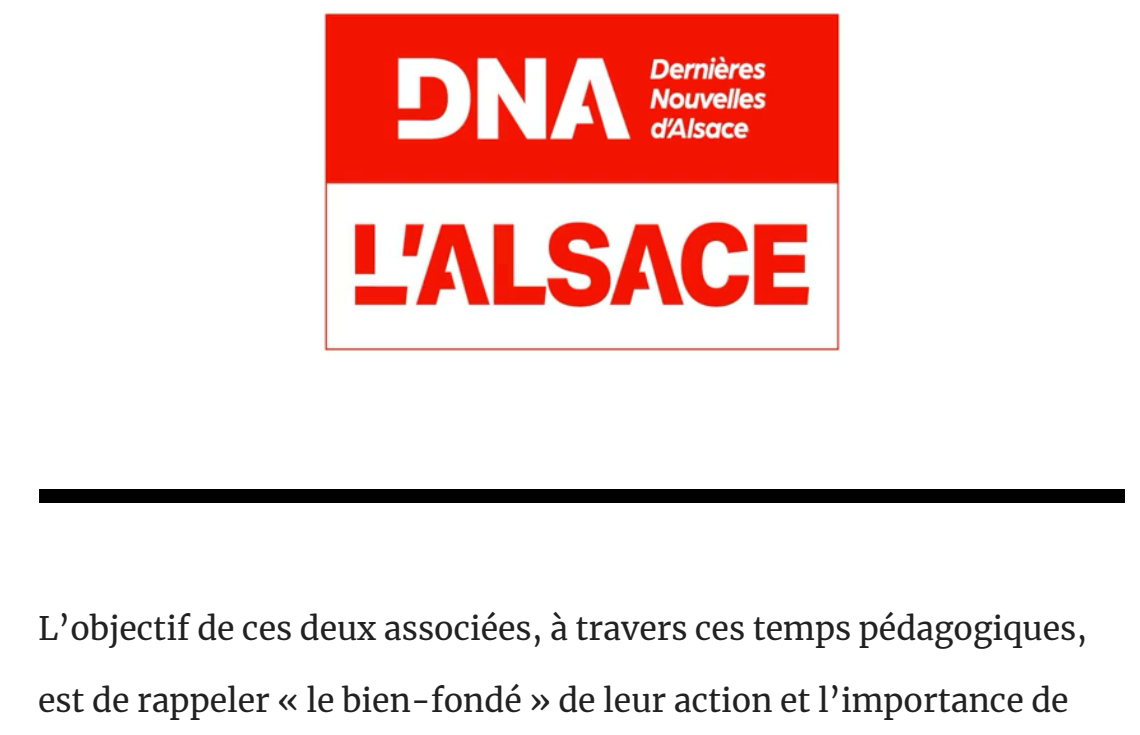 DNA
Dernières
Nouvelles
d'Alsace
L'ALSACE
L’objectif de ces deux associées, à travers ces temps pédagogiques,
est de rappeler « le bien-fondé » de leur action et l’importance de